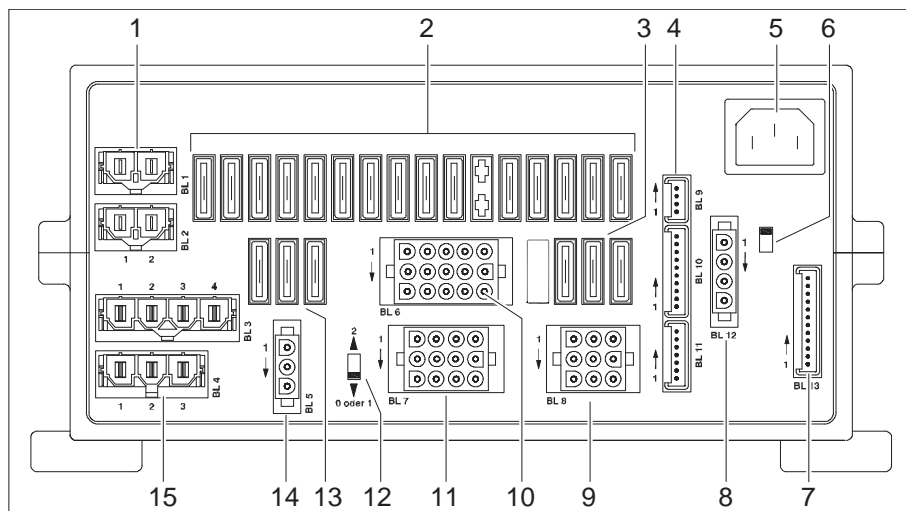 1 2 3 4 5 6
BL 1
BL 2
1 2
1 2 3 4
BL 3
BL 4
1 2 3
1
BL 5
2
0 oder 1
1
BL 6
1
BL 7
1
BL 8
1
BL 9
1
BL 10
1
BL 11
1
BL 12
1
BL 13
15 14 13 12 11 10 9 8 7